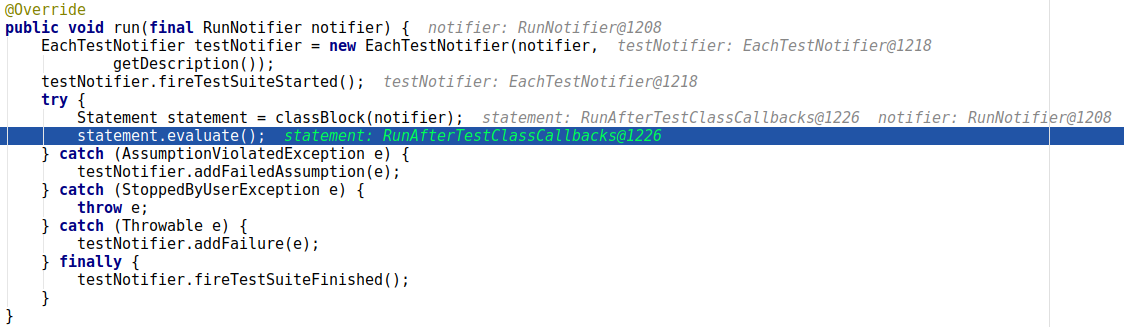 @Override
public void run(final RunNotifier notifier) {  notifier: RunNotifier@1208
    EachTestNotifier testNotifier = new EachTestNotifier(notifier,  testNotifier: EachTestNotifier@1218
            getDescription());
    testNotifier.fireTestSuiteStarted();  testNotifier: EachTestNotifier@1218
    try {
        Statement statement = classBlock(notifier);  statement: RunAfterTestClassCallbacks@1226  notifier: RunNotifier@1208
        statement.evaluate();  statement: RunAfterTestClassCallbacks@1226
    } catch (AssumptionViolatedException e) {
        testNotifier.addFailedAssumption(e);
    } catch (StoppedByUserException e) {
        throw e;
    } catch (Throwable e) {
        testNotifier.addFailure(e);
    } finally {
        testNotifier.fireTestSuiteFinished();
    }
}